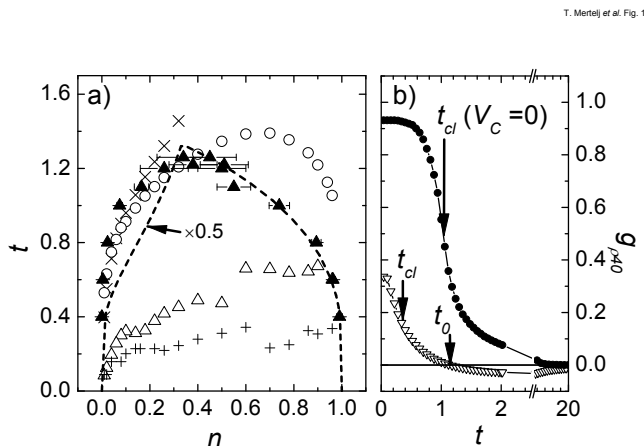 T. Mertelj et al. Fig. 1
a)
b)
1.6
1.2
0.8
0.4
0.0
t
0.0 0.2 0.4 0.6 0.8 1.0
n
×0.5
t_cl (V_C =0)
t_cl
t_0
1.0
0.8
0.6
0.4
0.2
0.0
g_ρ40
0 1 2 20
t